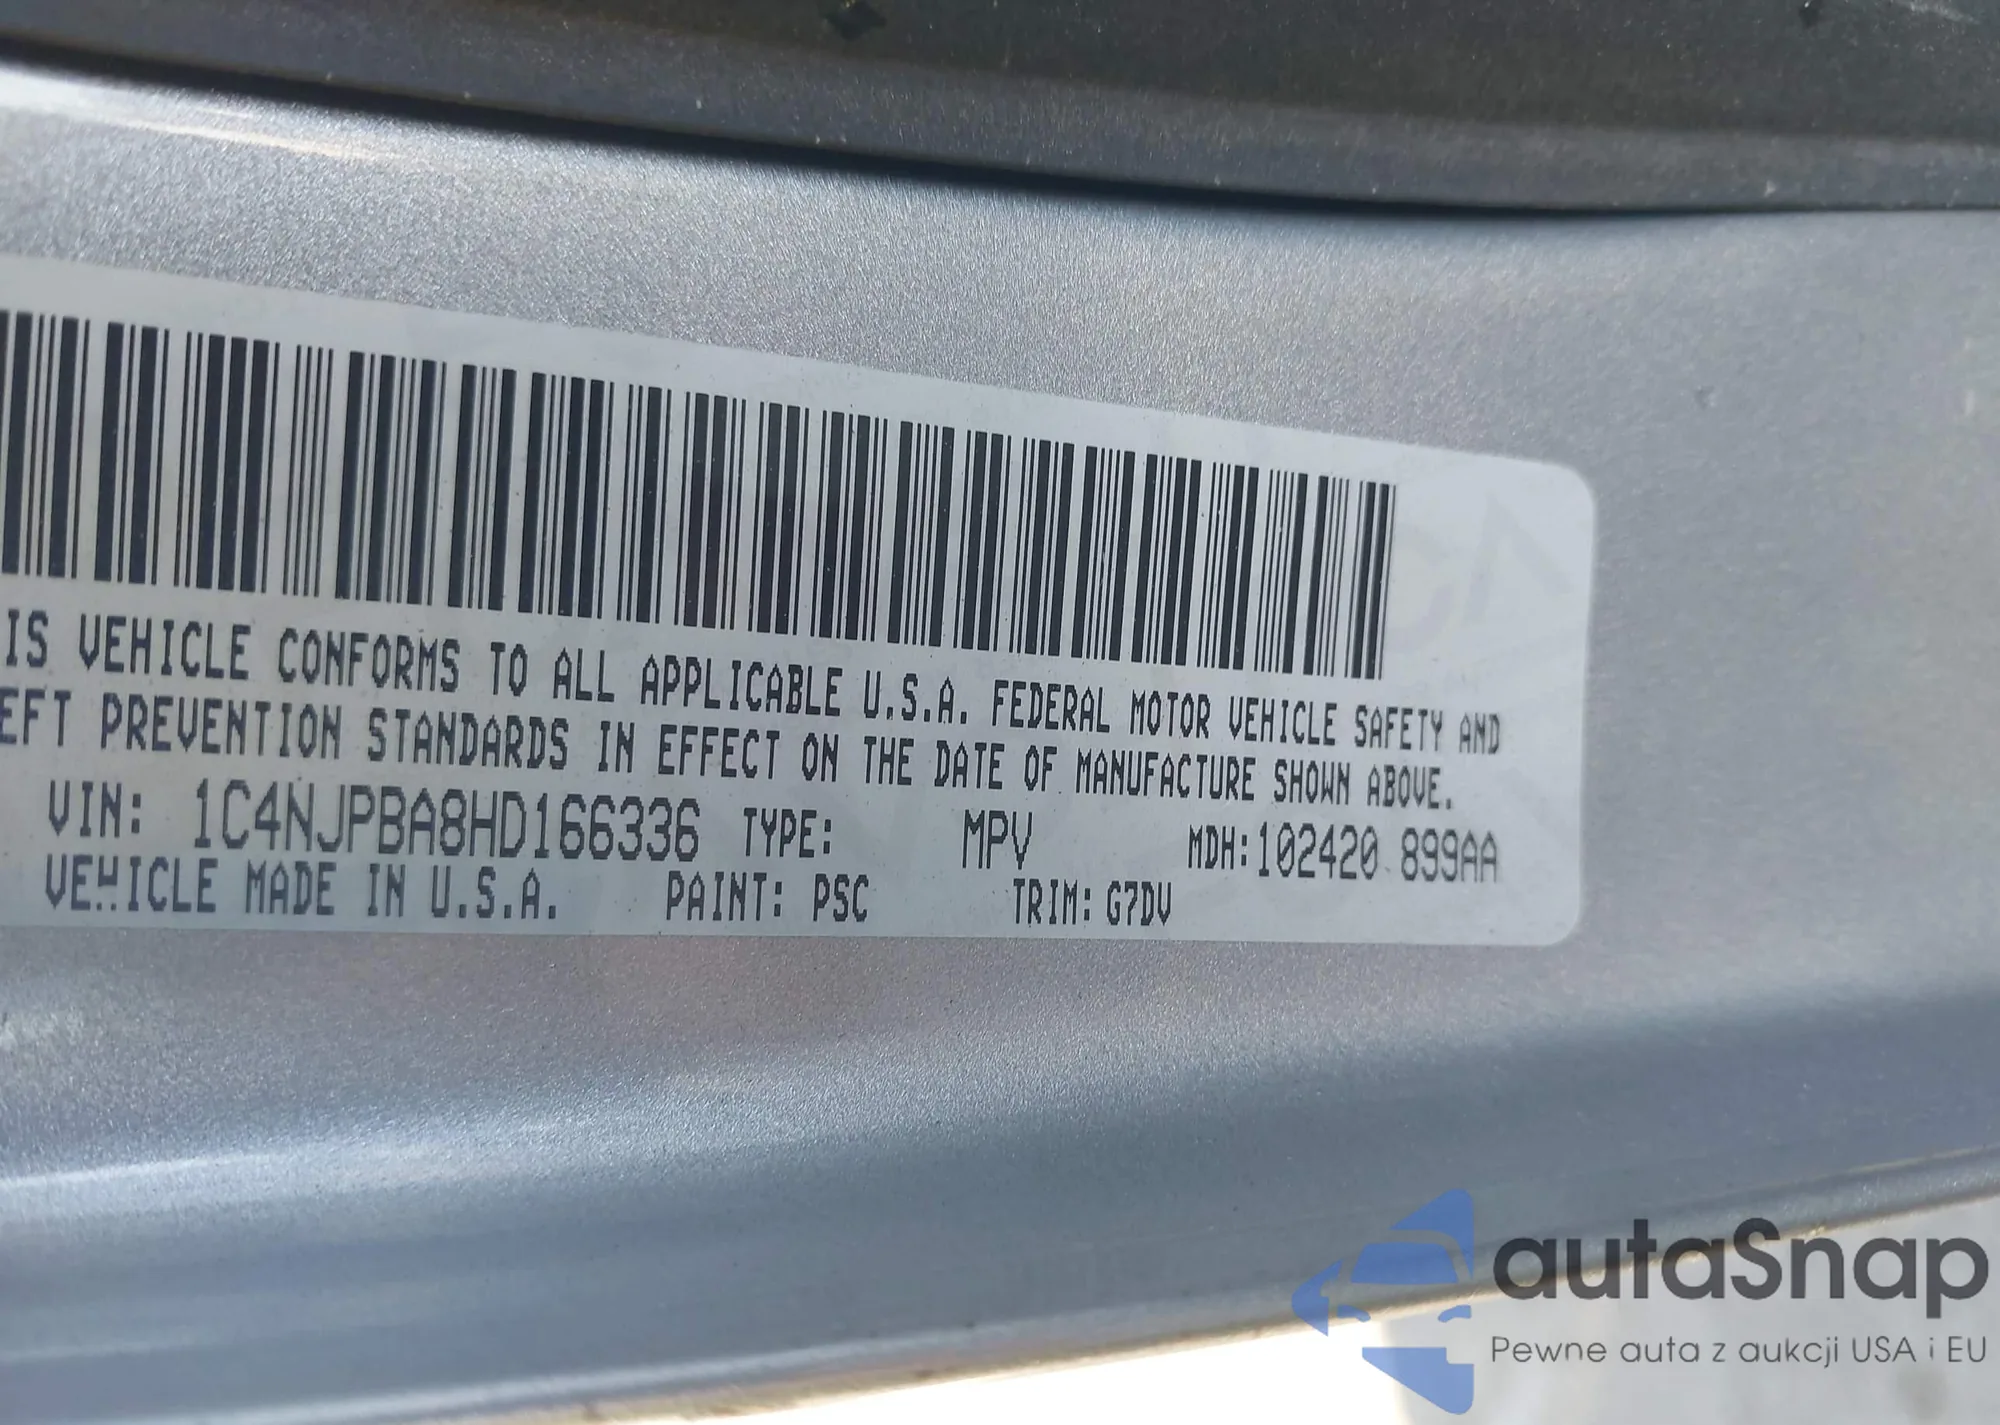 IS VEHICLE CONFORMS TO ALL APPLICABLE U.S.A. FEDERAL MOTOR VEHICLE SAFETY AND
EFT PREVENTION STANDARDS IN EFFECT ON THE DATE OF MANUFACTURE SHOWN ABOVE.
VIN: 1C4NJPBA8HD166336 TYPE: MPV MDH:102420 899AA
VEHICLE MADE IN U.S.A. PAINT: PSC TRIM: G7DV
autaSnap
Pewne auta z aukcji USA i EU